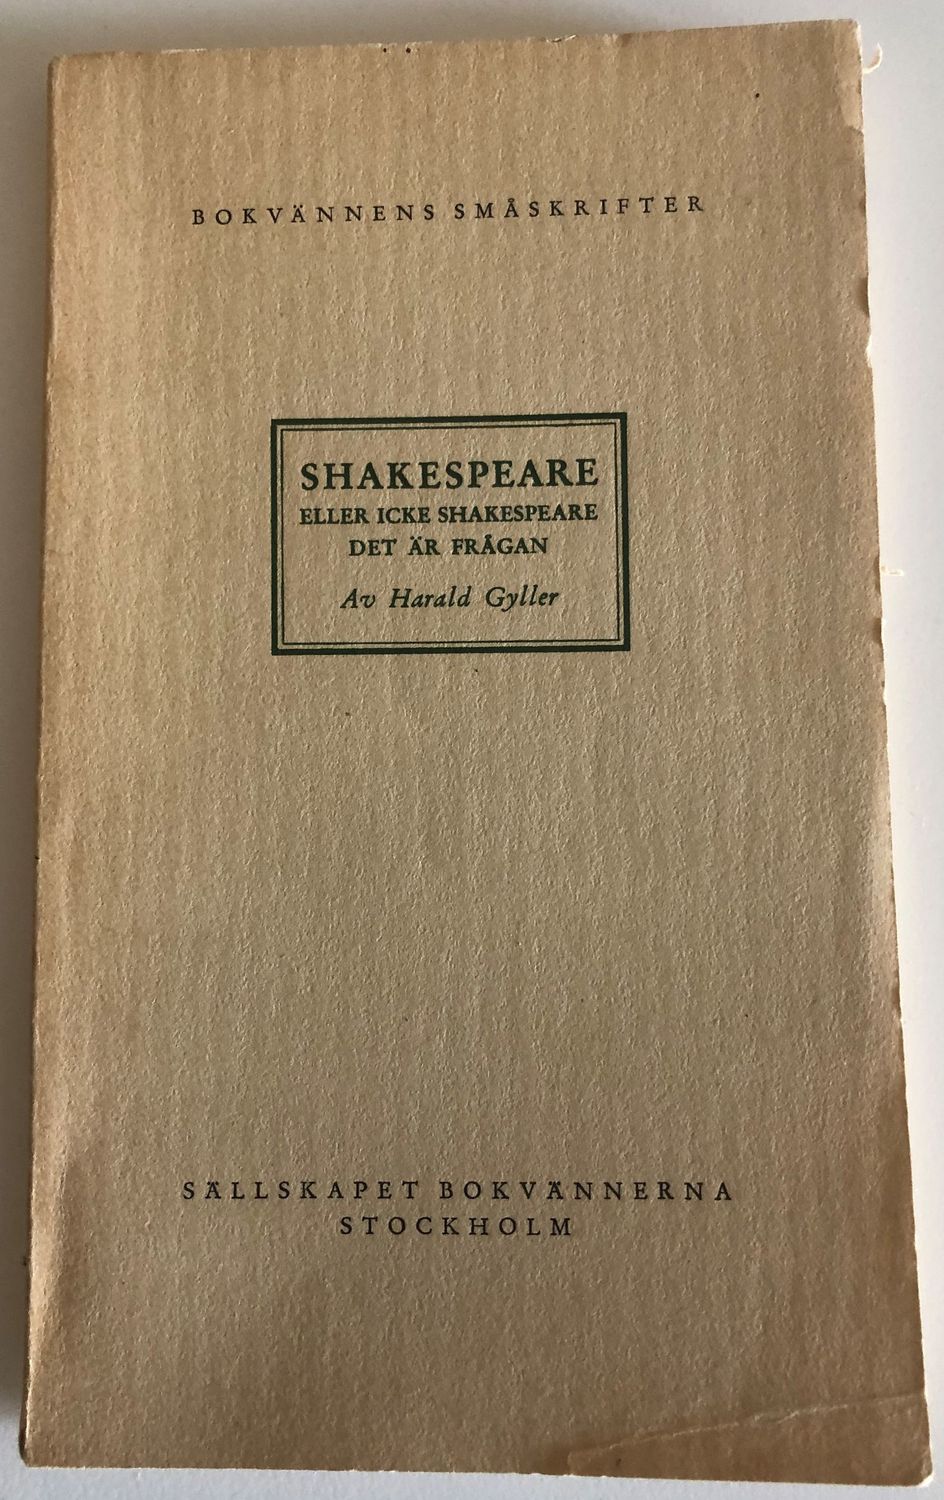 BOKVÄNNENS SMÅSKRIFTER
SHAKESPEARE
ELLER ICKE SHAKESPEARE
DET ÄR FRÅGAN
Av Harald Gyller
SÄLLSKAPET BOKVÄNNERNA
STOCKHOLM